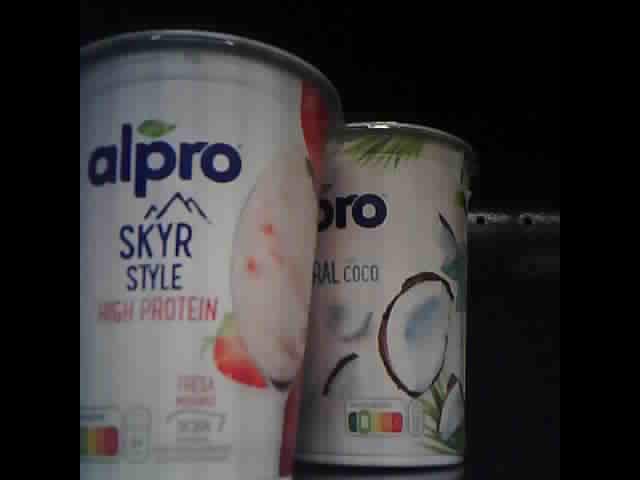 alpro
SKYR
STYLE
HIGH PROTEIN
FRESA
pro
RAL COCO